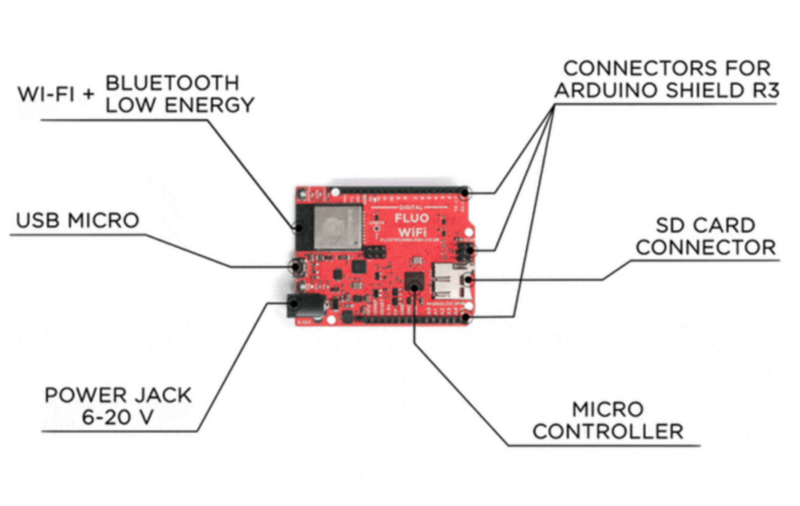 WI-FI + BLUETOOTH
LOW ENERGY
CONNECTORS FOR
ARDUINO SHIELD R3
USB MICRO
DIGITAL
FLUO
WiFi
SD CARD
CONNECTOR
POWER JACK
6-20 V
MICRO
CONTROLLER